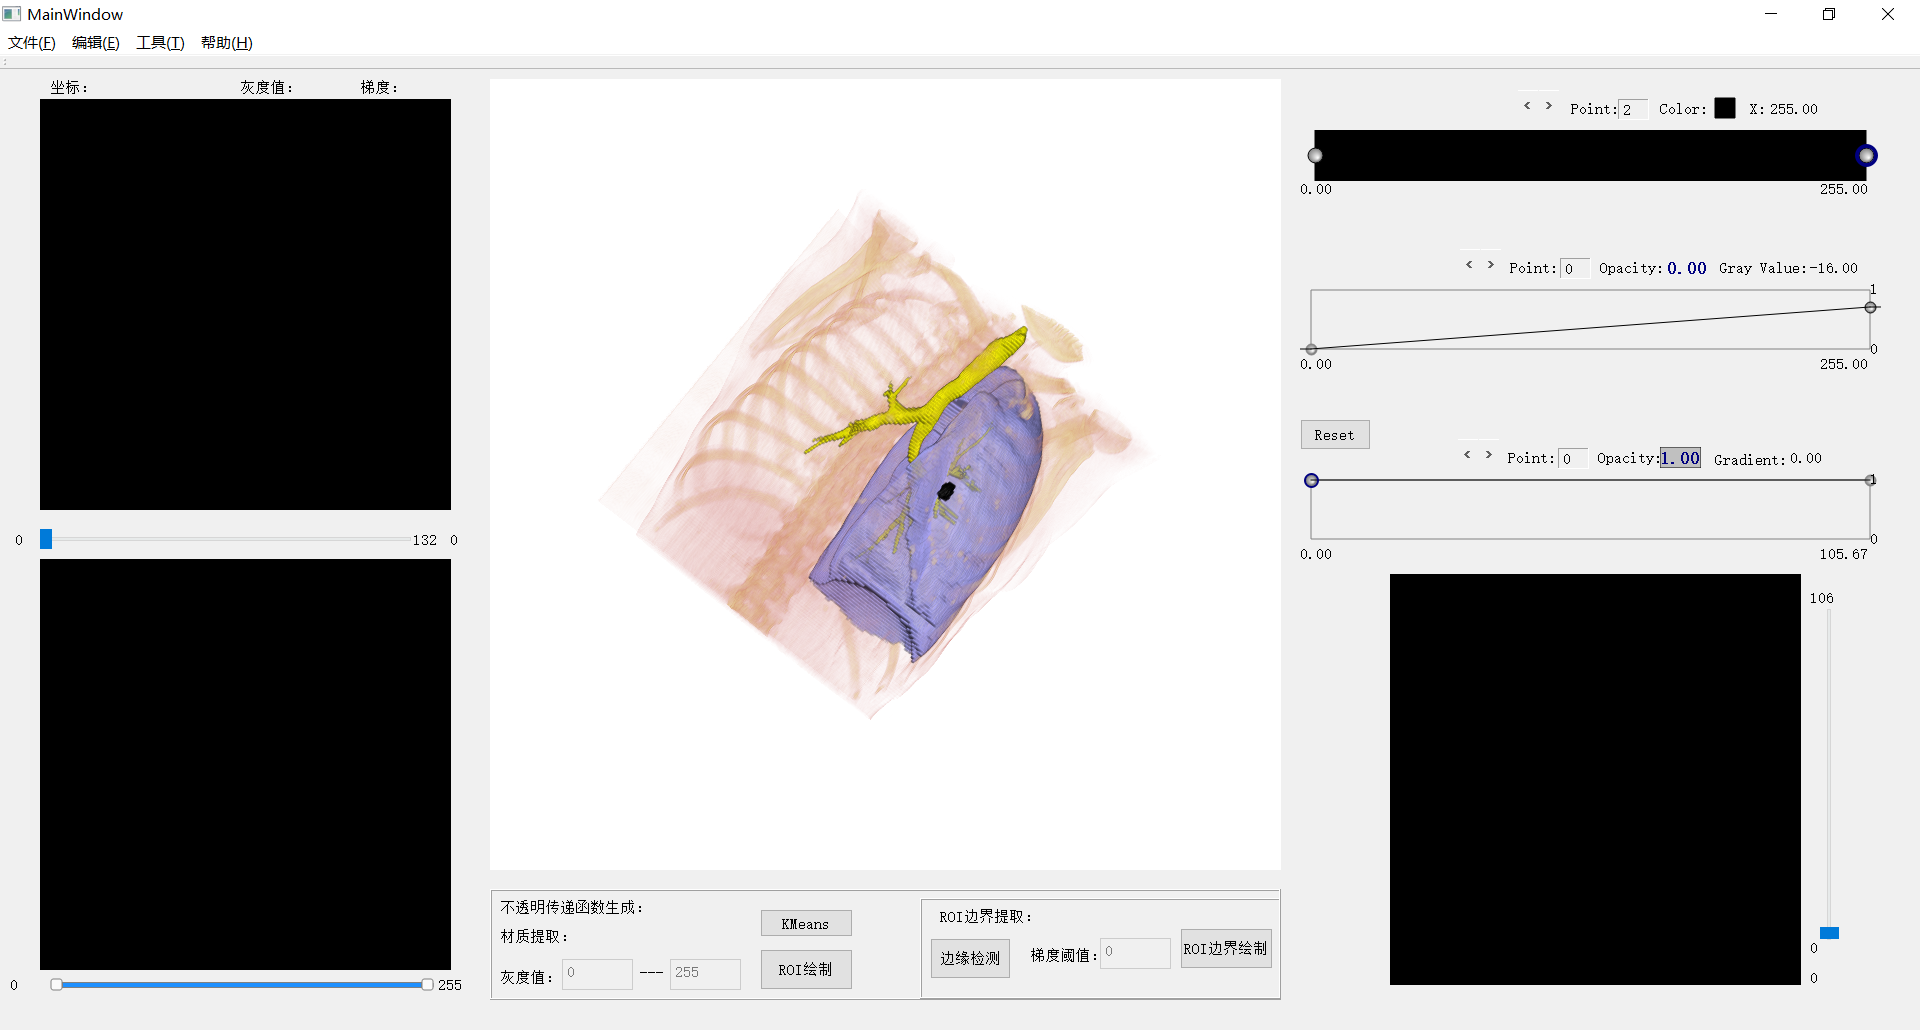 MainWindow
文件(F) 编辑(E) 工具(T) 帮助(H)
坐标: 灰度值: 梯度:
0 132 0
0 255
不透明传递函数生成:
材质提取:
灰度值: 0 --- 255
KMeans
ROI绘制
ROI边界提取:
边缘检测 梯度阈值: 0 ROI边界绘制
< > Point: 2 Color: X: 255.00
0.00 255.00
< > Point: 0 Opacity: 0.00 Gray Value: -16.00
1
0
0.00 255.00
Reset
< > Point: 0 Opacity: 1.00 Gradient: 0.00
1
0
0.00 105.67
106
0
0